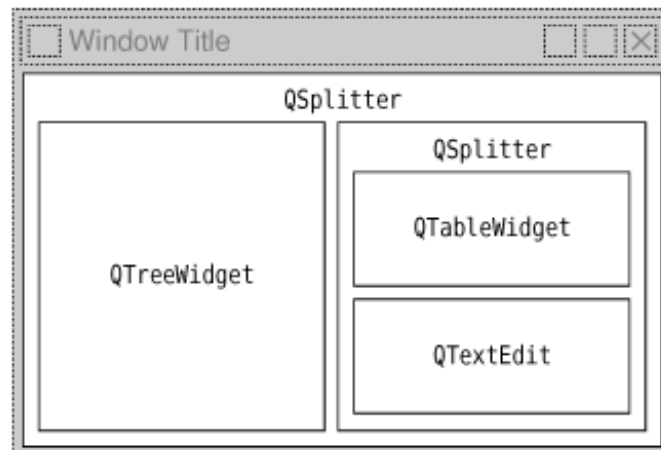 Window Title
QSplitter
QTreeWidget
QSplitter
QTableWidget
QTextEdit